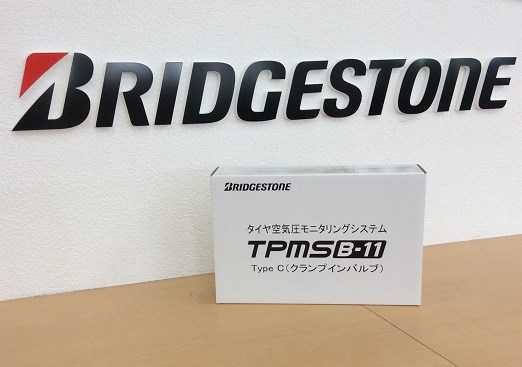 BRIDGESTONE
BRIDGESTONE
タイヤ空気圧モニタリングシステム
TPMS B-11
Type C(クランプインバルブ)